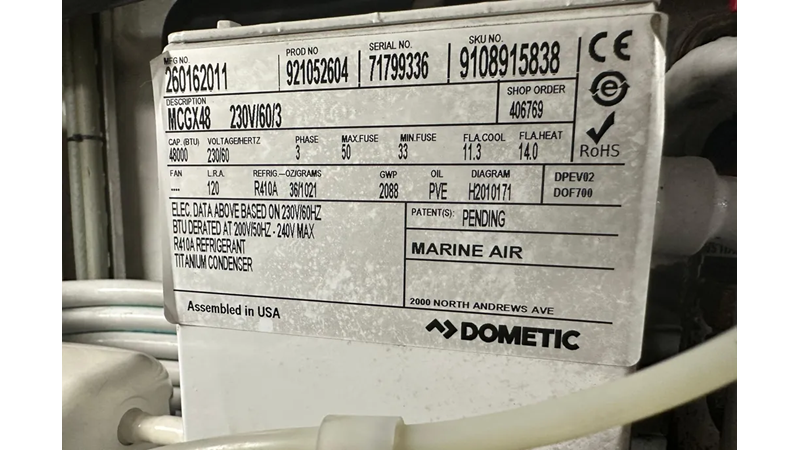 MFG NO. PROD NO SERIAL NO. SKU NO.
260162011 921052604 71799336 9108915838
DESCRIPTION SHOP ORDER
MCGX48 230V/60/3 406769
CAP. (BTU) VOLTAGE/HERTZ PHASE MAX.FUSE MIN.FUSE FLA.COOL FLA.HEAT
48000 230/60 3 50 33 11.3 14.0
FAN L.R.A. REFRIG.—OZ/GRAMS GWP OIL DIAGRAM DPEV02
---- 120 R410A 36/1021 2088 PVE H2010171 DOF700
CE
e
RoHS
ELEC. DATA ABOVE BASED ON 230V/60HZ
BTU DERATED AT 200V/50HZ - 240V MAX
R410A REFRIGERANT
TITANIUM CONDENSER
PATENT(S): PENDING
MARINE AIR
2000 NORTH ANDREWS AVE
Assembled in USA
DOMETIC